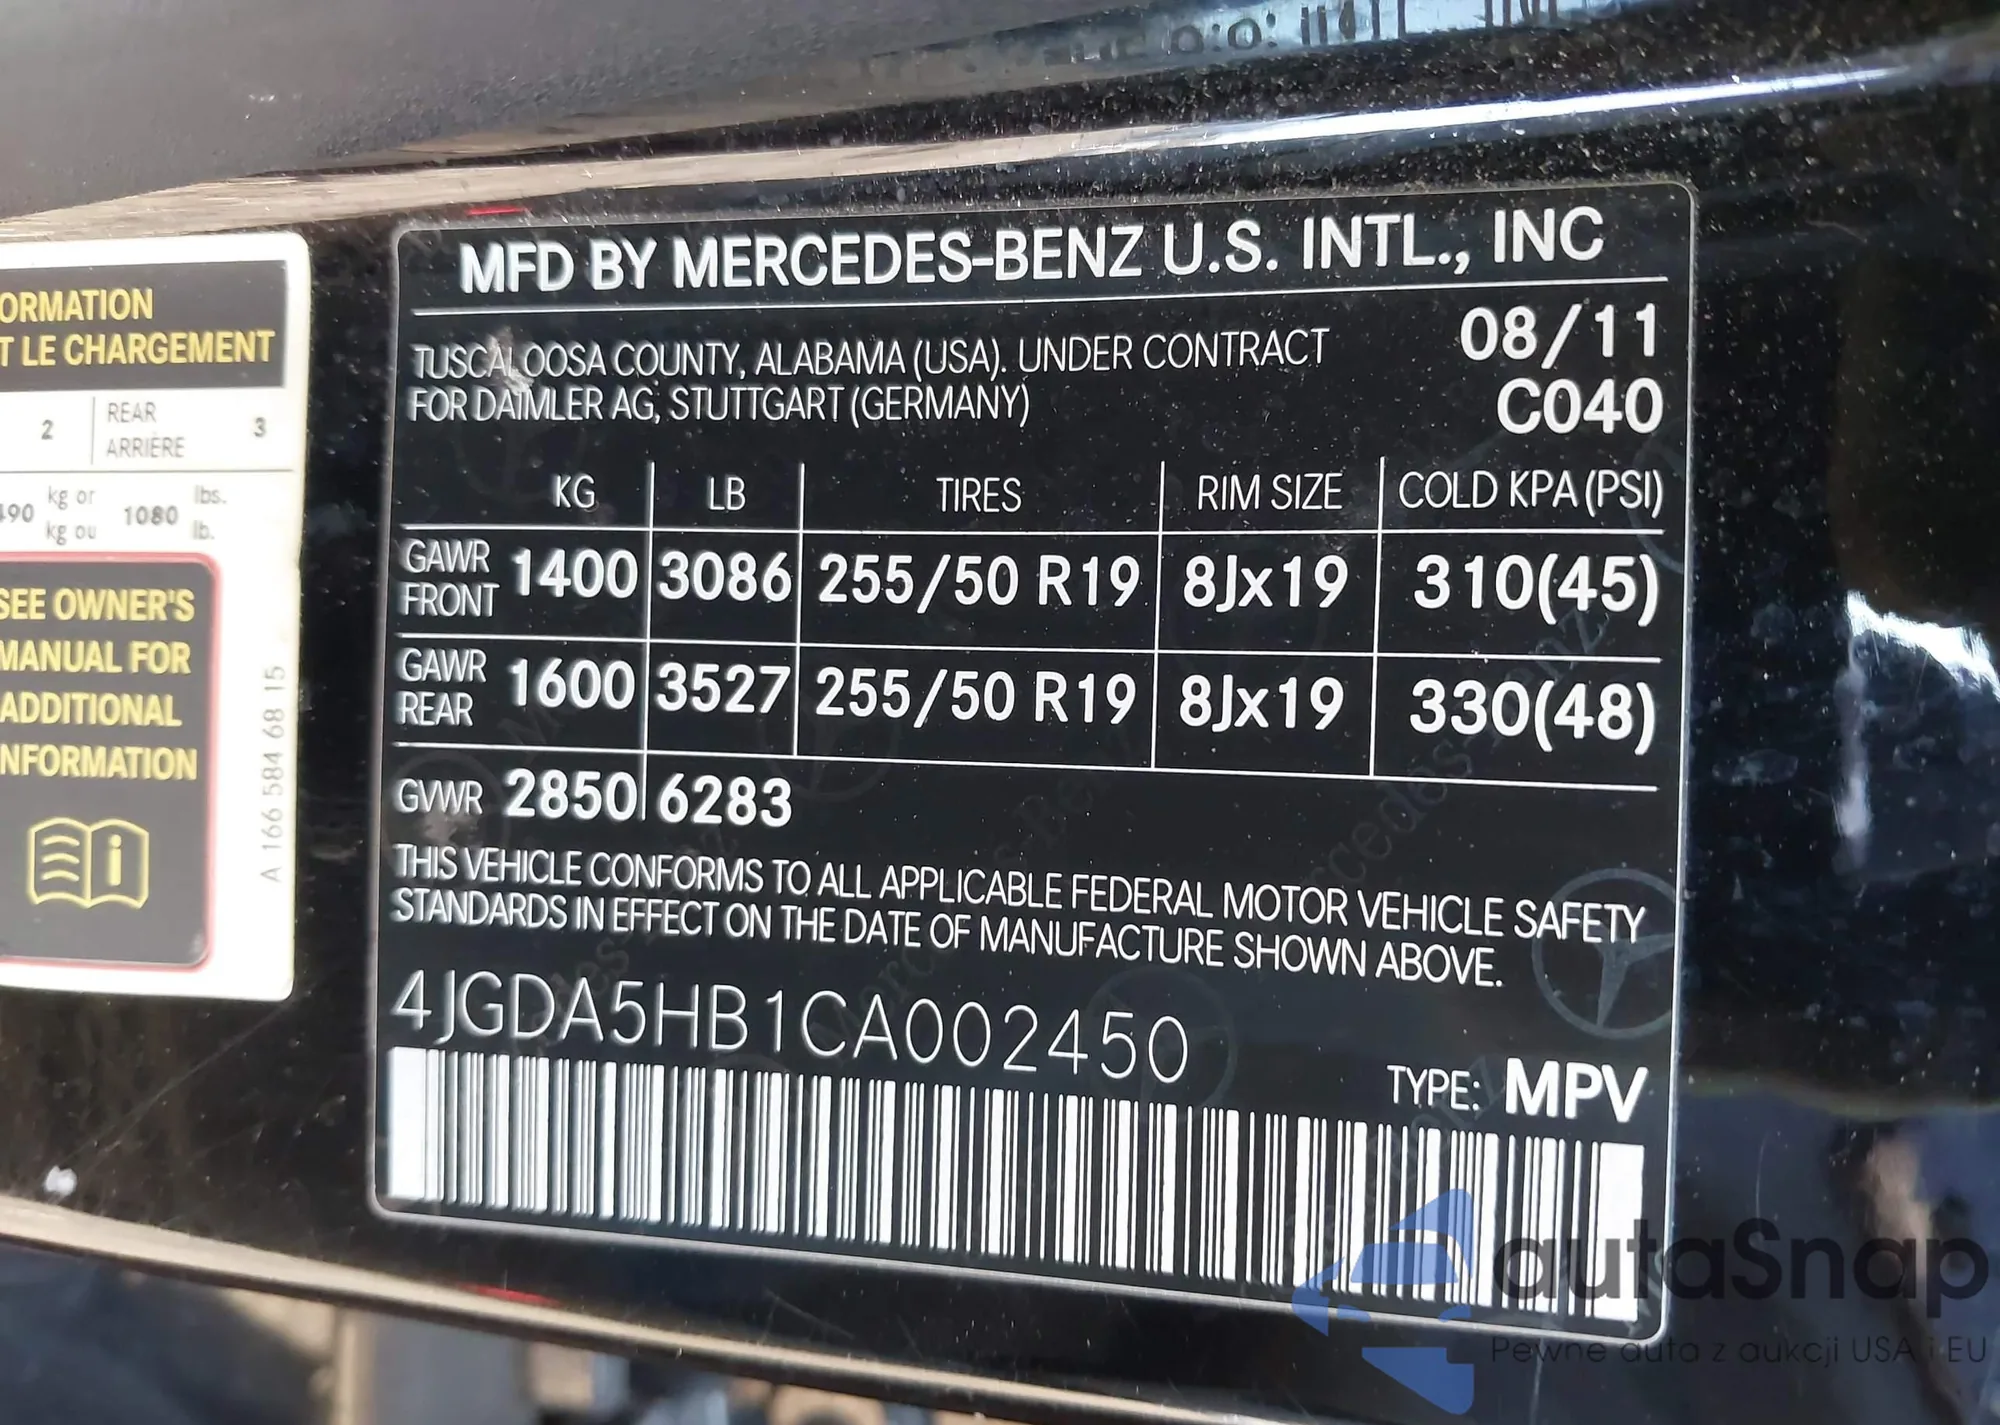 ORMATION
T LE CHARGEMENT
2 REAR 3
ARRIÈRE
490 kg or 1080 lbs.
kg ou lb.
SEE OWNER'S
MANUAL FOR
ADDITIONAL
INFORMATION
A 166 584 68 15
MFD BY MERCEDES-BENZ U.S. INTL., INC
TUSCALOOSA COUNTY, ALABAMA (USA). UNDER CONTRACT
FOR DAIMLER AG, STUTTGART (GERMANY)
08/11
C040
KG LB TIRES RIM SIZE COLD KPA (PSI)
GAWR FRONT 1400 3086 255/50 R19 8Jx19 310(45)
GAWR REAR 1600 3527 255/50 R19 8Jx19 330(48)
GVWR 2850 6283
THIS VEHICLE CONFORMS TO ALL APPLICABLE FEDERAL MOTOR VEHICLE SAFETY
STANDARDS IN EFFECT ON THE DATE OF MANUFACTURE SHOWN ABOVE.
4JGDA5HB1CA002450
TYPE: MPV
autaSnap
Pewne auta z aukcji USA i EU